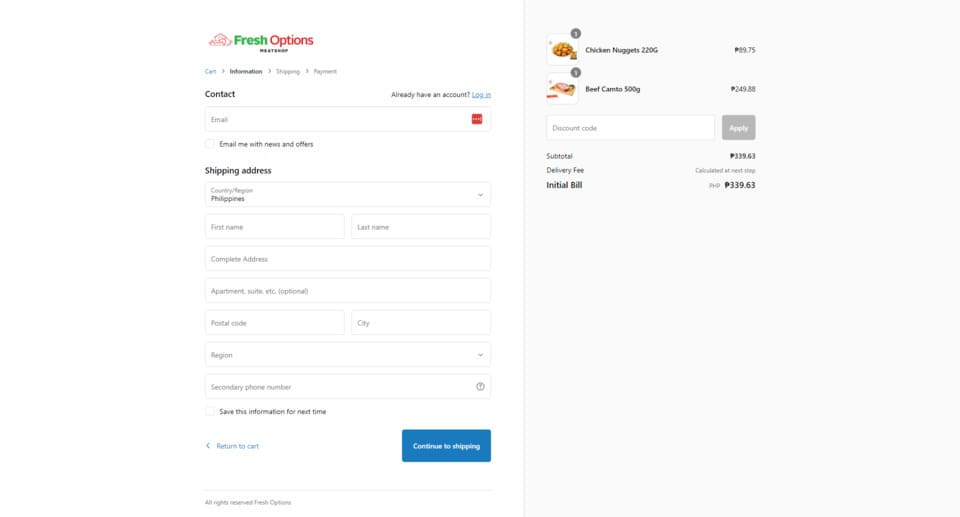 Fresh Options
MEATSHOP
Cart > Information > Shipping > Payment
Contact
Already have an account? Log in
Email
Email me with news and offers
Shipping address
Country/Region
Philippines
First name
Last name
Complete Address
Apartment, suite, etc. (optional)
Postal code
City
Region
Secondary phone number
Save this information for next time
Return to cart
Continue to shipping
All rights reserved Fresh Options
1
Chicken Nuggets 220G
₱89.75
1
Beef Camto 500g
₱249.88
Discount code
Apply
Subtotal
₱339.63
Delivery Fee
Calculated at next step
Initial Bill
PHP ₱339.63